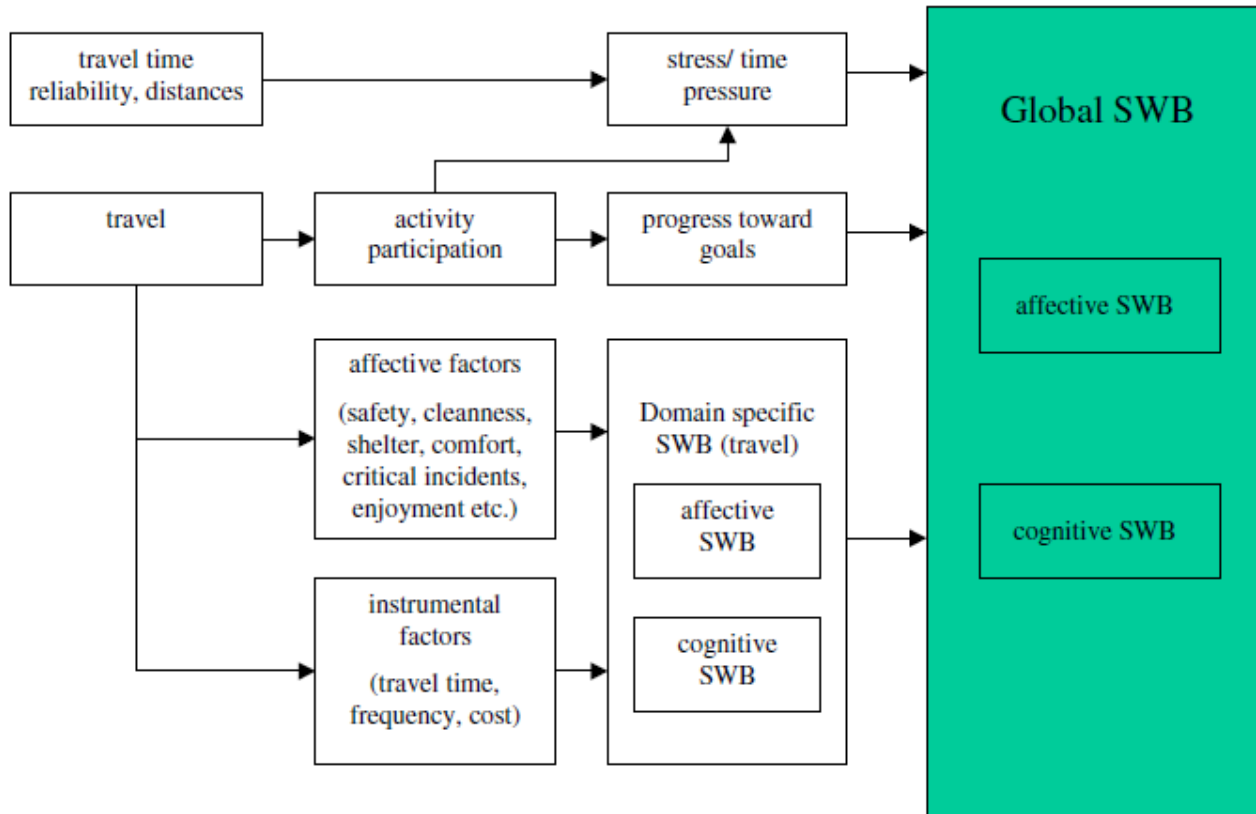 travel time
reliability, distances
stress/ time
pressure
Global SWB
travel
activity
participation
progress toward
goals
affective SWB
affective factors
(safety, cleanness,
shelter, comfort,
critical incidents,
enjoyment etc.)
Domain specific
SWB (travel)
affective
SWB
cognitive SWB
instrumental
factors
(travel time,
frequency, cost)
cognitive
SWB